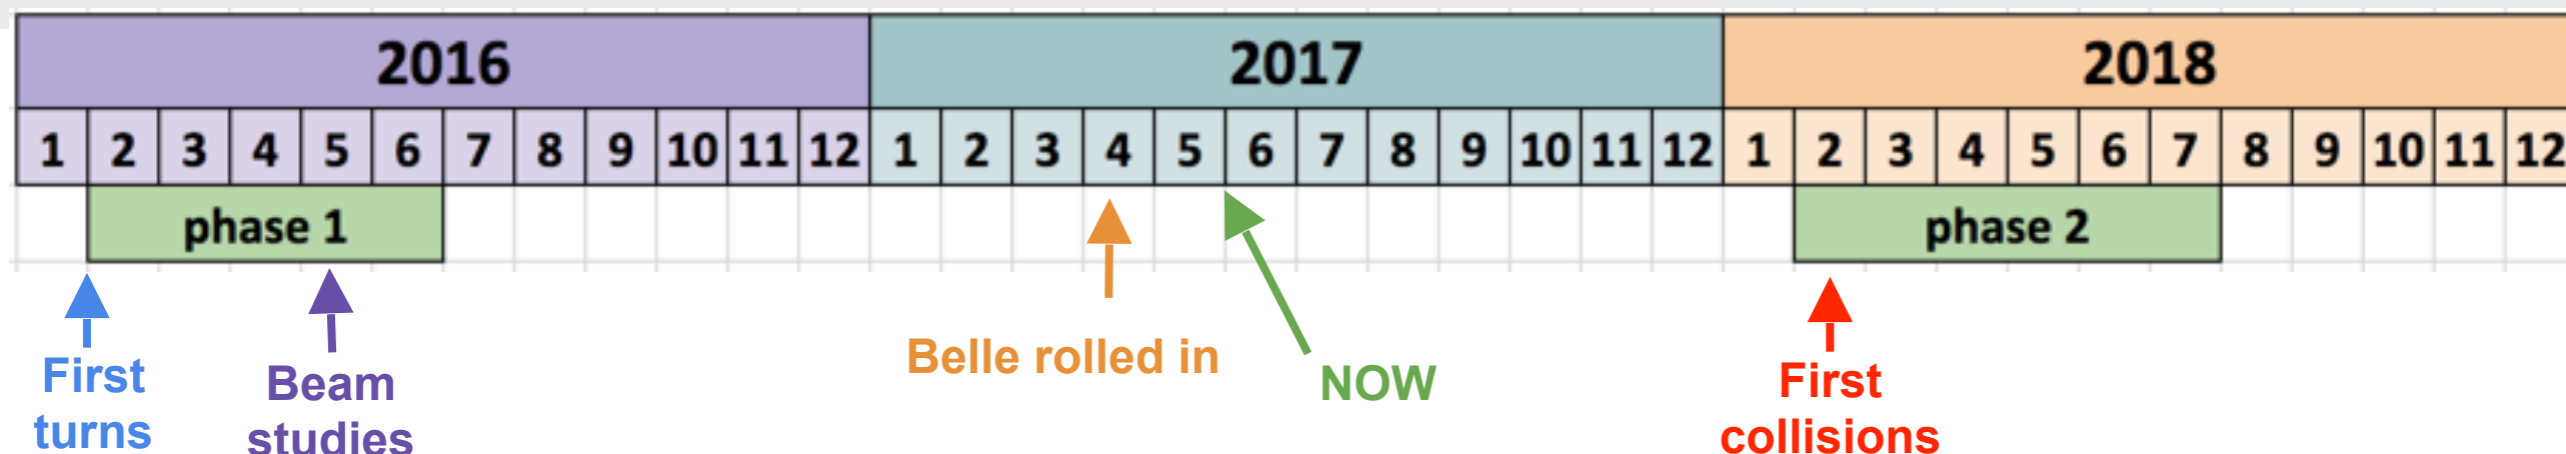 2016 2017 2018
1 2 3 4 5 6 7 8 9 10 11 12 1 2 3 4 5 6 7 8 9 10 11 12 1 2 3 4 5 6 7 8 9 10 11 12
phase 1 phase 2
First
turns
Beam
studies
Belle rolled in
NOW
First
collisions